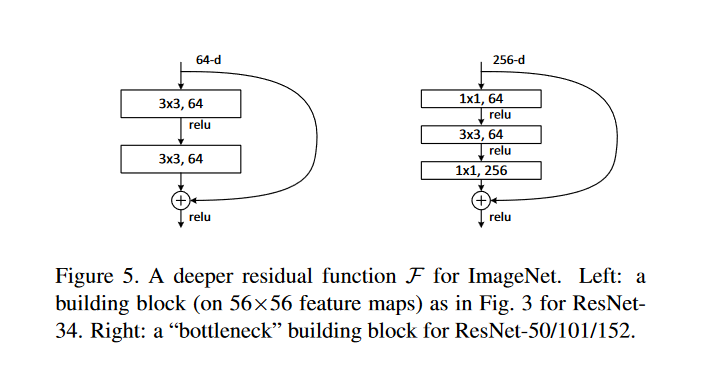 64-d
3x3, 64
relu
3x3, 64
+
relu
256-d
1x1, 64
relu
3x3, 64
relu
1x1, 256
+
relu
Figure 5. A deeper residual function F for ImageNet. Left: a
building block (on 56×56 feature maps) as in Fig. 3 for ResNet-
34. Right: a “bottleneck” building block for ResNet-50/101/152.